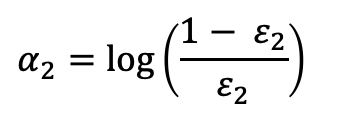 α₂ = log((1 − ε₂)/ε₂)